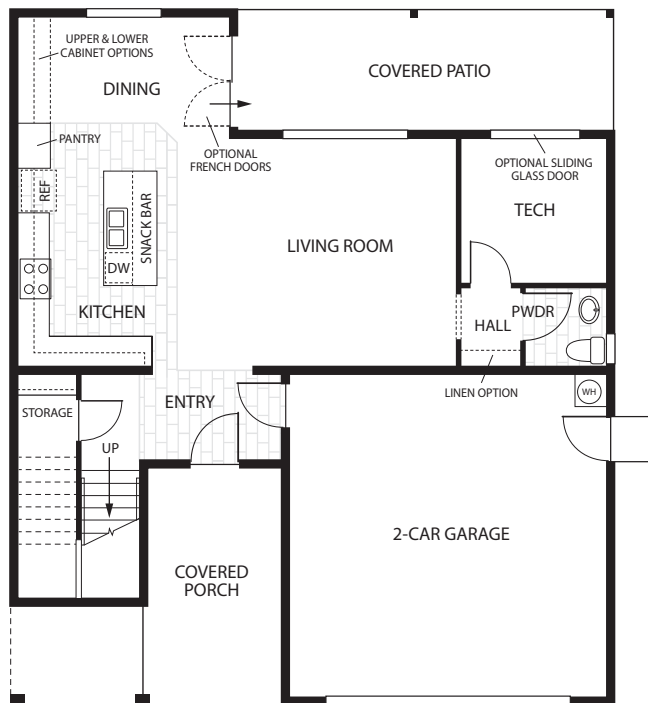 UPPER & LOWER
CABINET OPTIONS
DINING
COVERED PATIO
PANTRY
OPTIONAL
FRENCH DOORS
OPTIONAL SLIDING
GLASS DOOR
REF
SNACK BAR
TECH
LIVING ROOM
DW
KITCHEN
HALL
PWDR
LINEN OPTION
WH
ENTRY
STORAGE
UP
2-CAR GARAGE
COVERED
PORCH